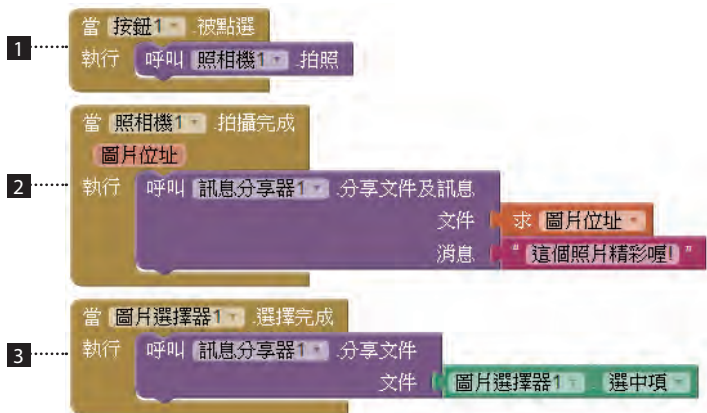 當 按鈕1 .被點選
1 執行 呼叫 照相機1 .拍照
當 照相機1 .拍攝完成
圖片位址
2 執行 呼叫 訊息分享器1 .分享文件及訊息
文件 求 圖片位址
消息 " 這個照片精彩喔! "
當 圖片選擇器1 .選擇完成
3 執行 呼叫 訊息分享器1 .分享文件
文件 圖片選擇器1 . 選中項